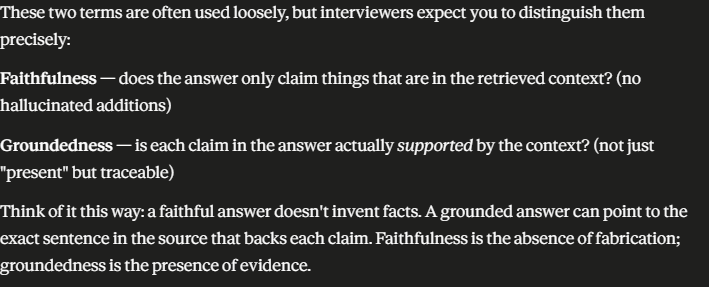 These two terms are often used loosely, but interviewers expect you to distinguish them
precisely:
Faithfulness — does the answer only claim things that are in the retrieved context? (no
hallucinated additions)
Groundedness — is each claim in the answer actually supported by the context? (not just
"present" but traceable)
Think of it this way: a faithful answer doesn't invent facts. A grounded answer can point to the
exact sentence in the source that backs each claim. Faithfulness is the absence of fabrication;
groundedness is the presence of evidence.